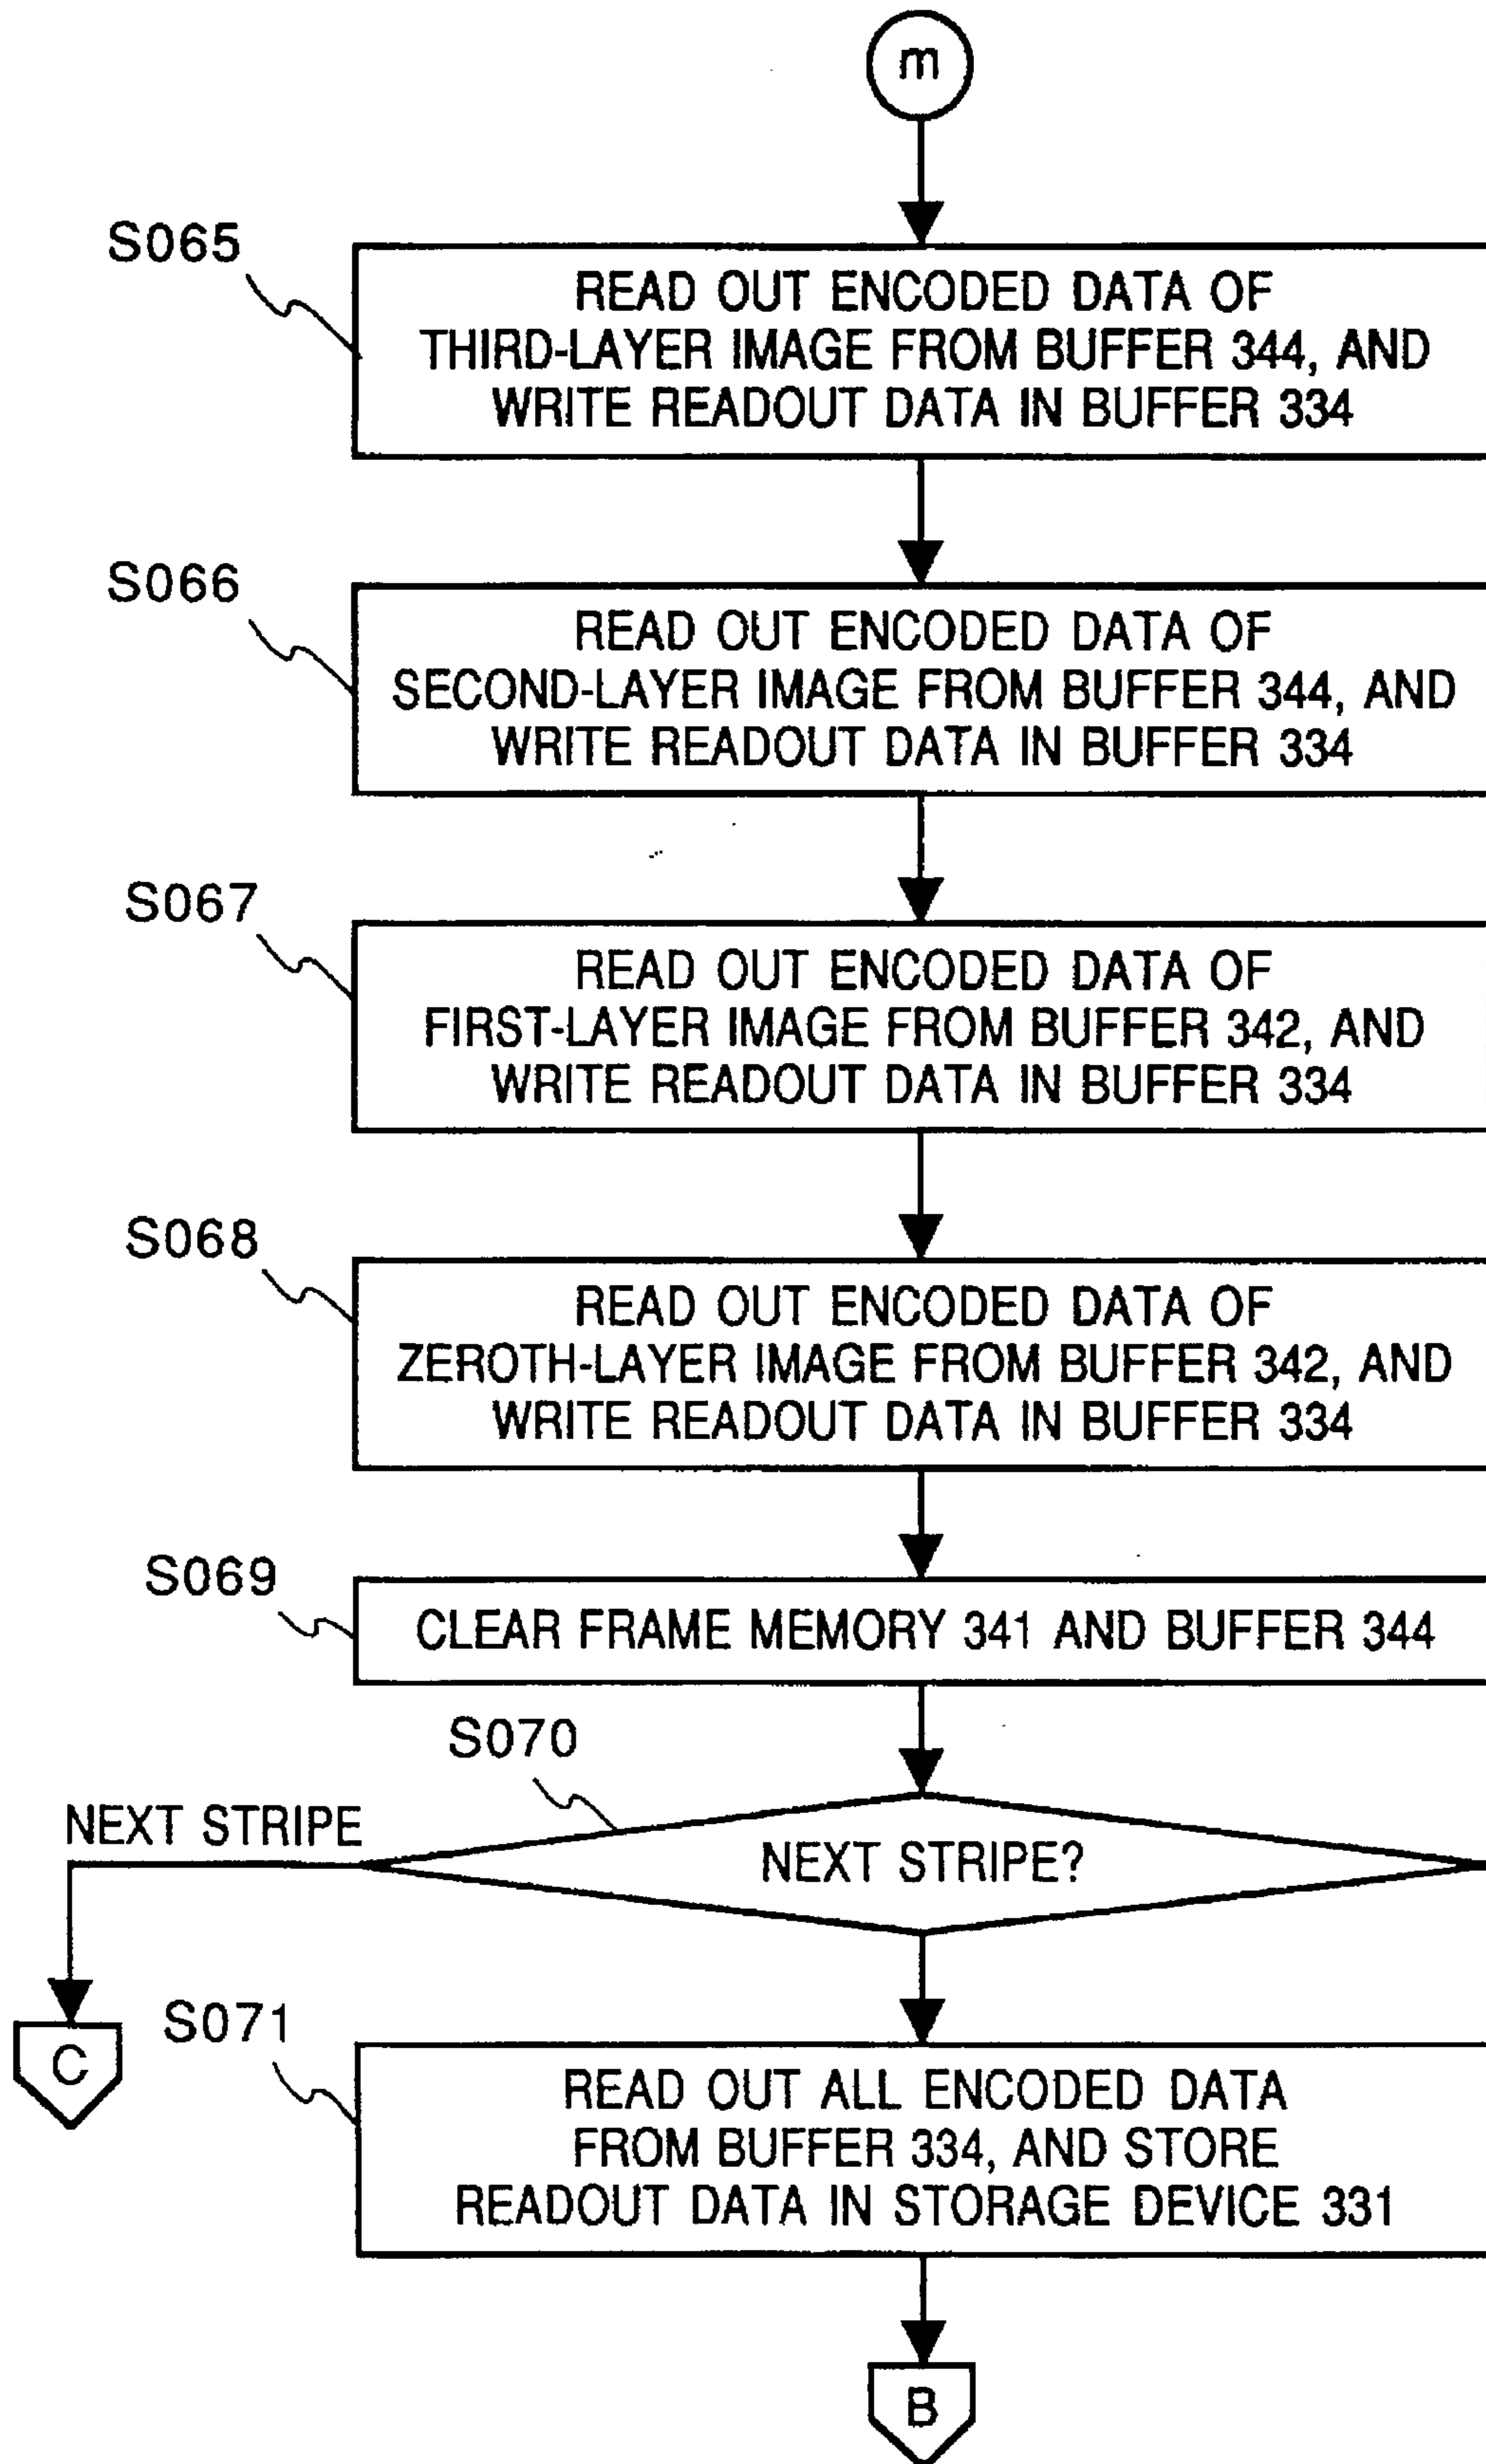 m
S065
READ OUT ENCODED DATA OF
THIRD-LAYER IMAGE FROM BUFFER 344, AND
WRITE READOUT DATA IN BUFFER 334
S066
READ OUT ENCODED DATA OF
SECOND-LAYER IMAGE FROM BUFFER 344, AND
WRITE READOUT DATA IN BUFFER 334
S067
READ OUT ENCODED DATA OF
FIRST-LAYER IMAGE FROM BUFFER 342, AND
WRITE READOUT DATA IN BUFFER 334
S068
READ OUT ENCODED DATA OF
ZEROTH-LAYER IMAGE FROM BUFFER 342, AND
WRITE READOUT DATA IN BUFFER 334
S069
CLEAR FRAME MEMORY 341 AND BUFFER 344
S070
NEXT STRIPE
NEXT STRIPE?
C
S071
READ OUT ALL ENCODED DATA
FROM BUFFER 334, AND STORE
READOUT DATA IN STORAGE DEVICE 331
B